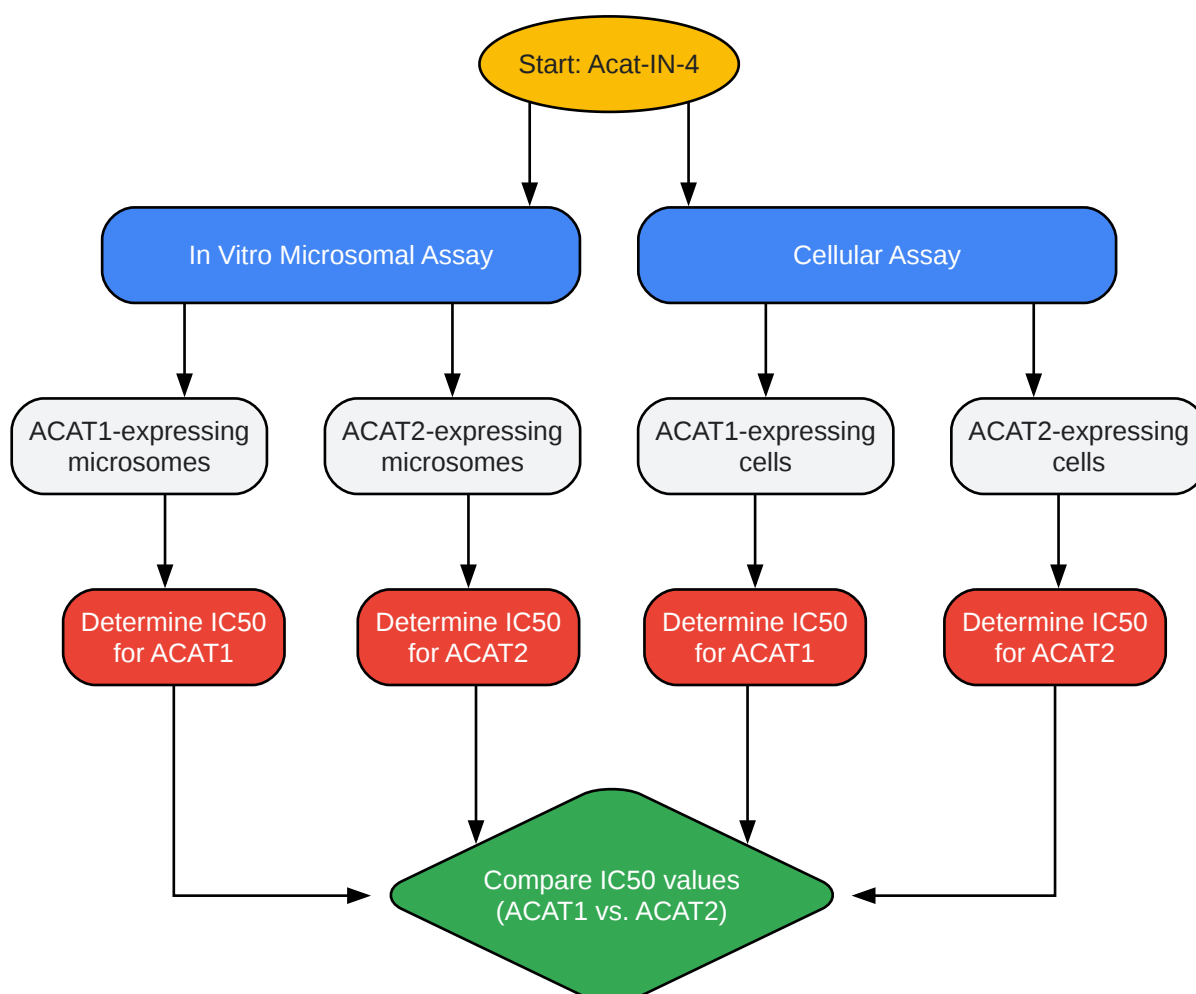 Start: Acat-IN-4
In Vitro Microsomal Assay
Cellular Assay
ACAT1-expressing
microsomes
ACAT2-expressing
microsomes
ACAT1-expressing
cells
ACAT2-expressing
cells
Determine IC50
for ACAT1
Determine IC50
for ACAT2
Determine IC50
for ACAT1
Determine IC50
for ACAT2
Compare IC50 values
(ACAT1 vs. ACAT2)